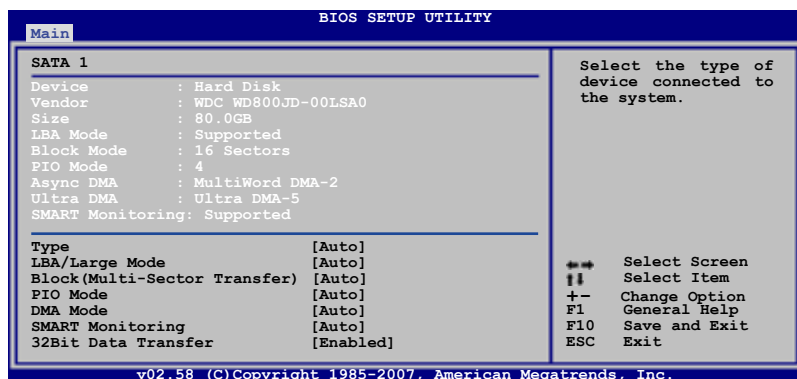 BIOS SETUP UTILITY
Main
SATA 1
Device : Hard Disk
Vendor : WDC WD800JD-00LSA0
Size : 80.0GB
LBA Mode : Supported
Block Mode : 16 Sectors
PIO Mode : 4
Async DMA : MultiWord DMA-2
Ultra DMA : Ultra DMA-5
SMART Monitoring: Supported
Type [Auto]
LBA/Large Mode [Auto]
Block(Multi-Sector Transfer) [Auto]
PIO Mode [Auto]
DMA Mode [Auto]
SMART Monitoring [Auto]
32Bit Data Transfer [Enabled]
Select the type of
device connected to
the system.
Select Screen
Select Item
+- Change Option
F1 General Help
F10 Save and Exit
ESC Exit
v02.58 (C)Copyright 1985-2007, American Megatrends, Inc.